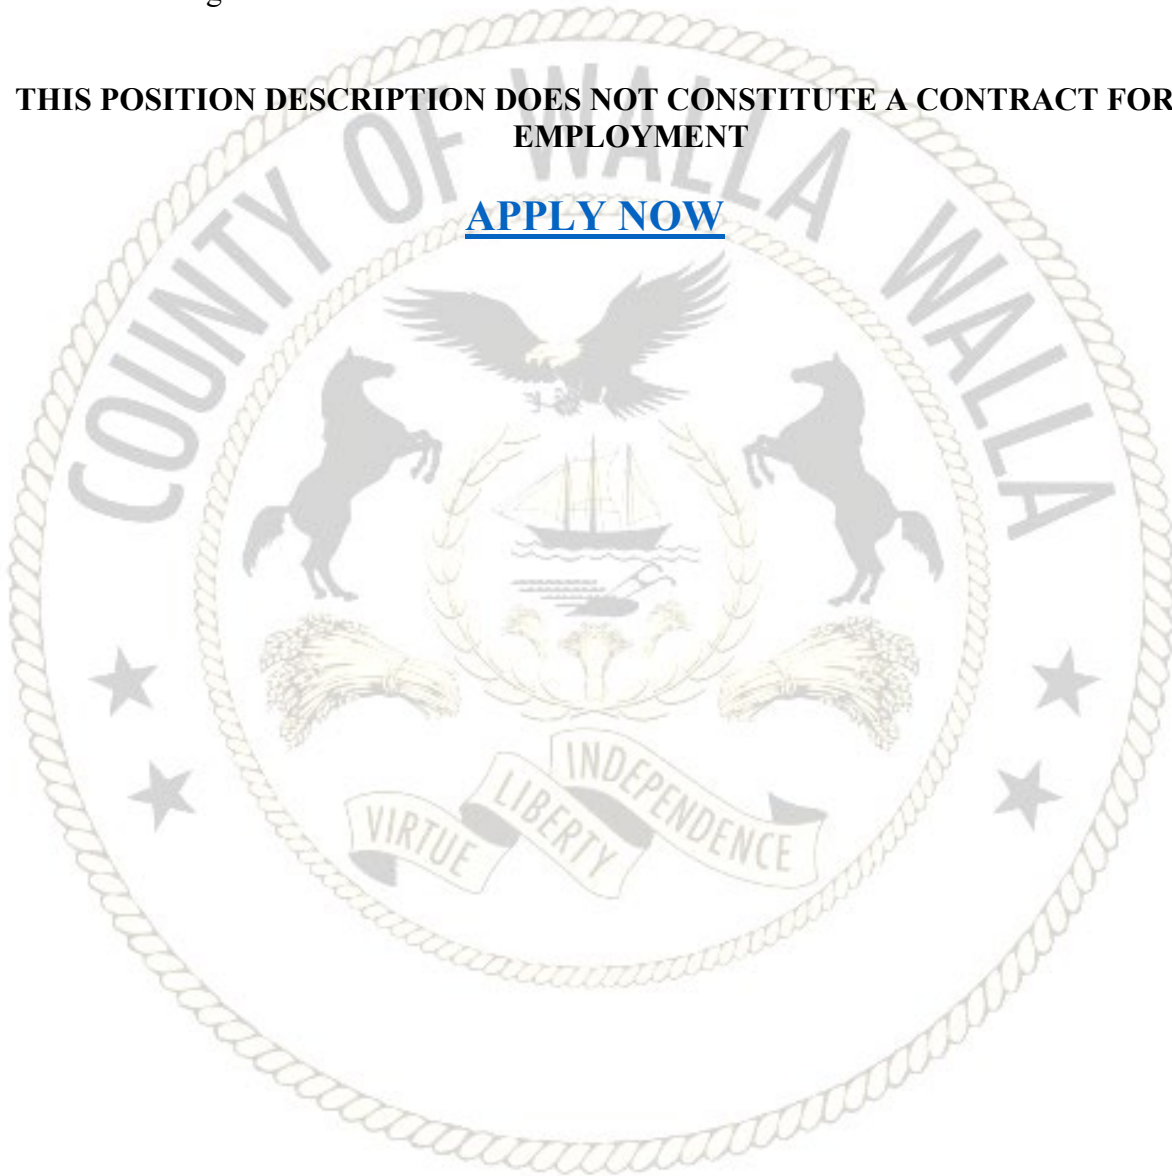 THIS POSITION DESCRIPTION DOES NOT CONSTITUTE A CONTRACT FOR
EMPLOYMENT
APPLY NOW
COUNTY OF WALLA WALLA
VIRTUE LIBERTY INDEPENDENCE